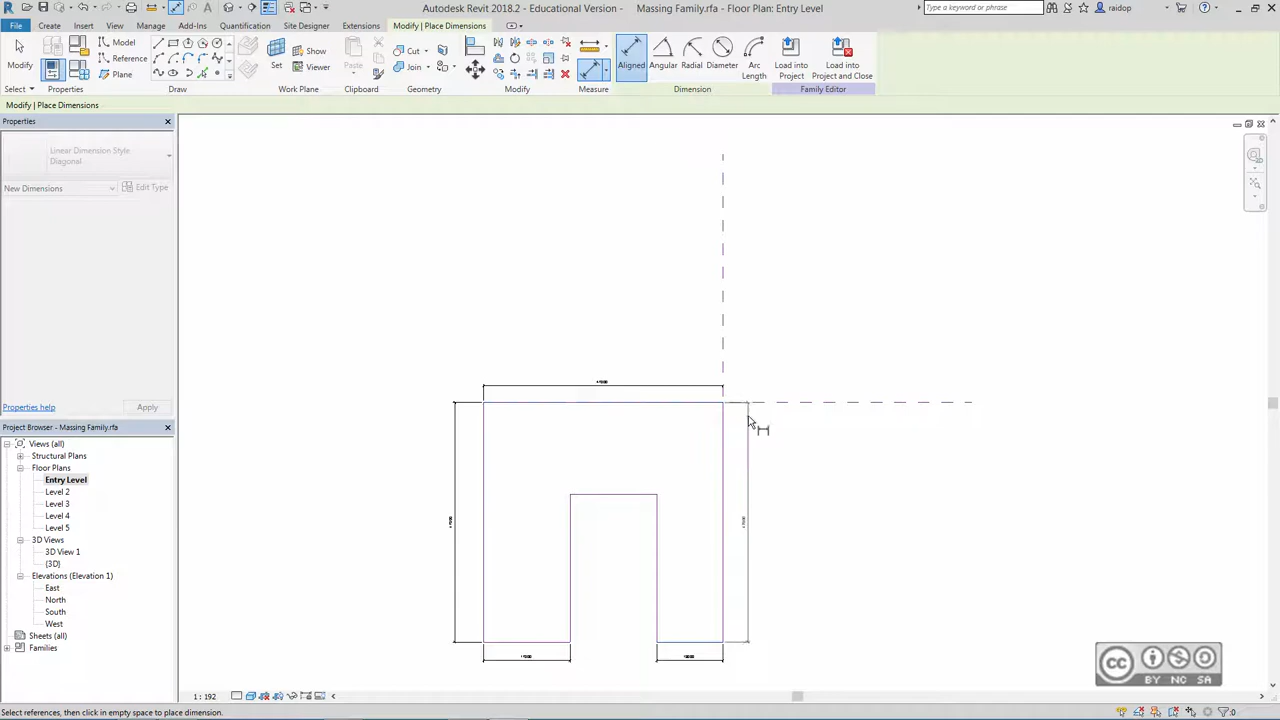 Autodesk Revit 2018.2 - Educational Version - Massing Family.rfa - Floor Plan: Entry Level
Type a keyword or phrase
raidop
File Create Insert View Manage Add-Ins Quantification Site Designer Extensions Modify | Place Dimensions
Modify
Select
Properties
Model
Reference
Plane
Draw
Set
Show
Viewer
Work Plane
Paste
Clipboard
Cut
Join
Geometry
Modify
Measure
Aligned
Angular
Radial
Diameter
Arc
Length
Dimension
Load into
Project
Load into
Project and Close
Family Editor
Modify | Place Dimensions
Properties
Linear Dimension Style
Diagonal
New Dimensions
Edit Type
Properties help
Apply
Project Browser - Massing Family.rfa
Views (all)
Structural Plans
Floor Plans
Entry Level
Level 2
Level 3
Level 4
Level 5
3D Views
3D View 1
{3D}
Elevations (Elevation 1)
East
North
South
West
Sheets (all)
Families
1 : 192
cc
BY NC SA
Select references, then click in empty space to place dimension.
:0